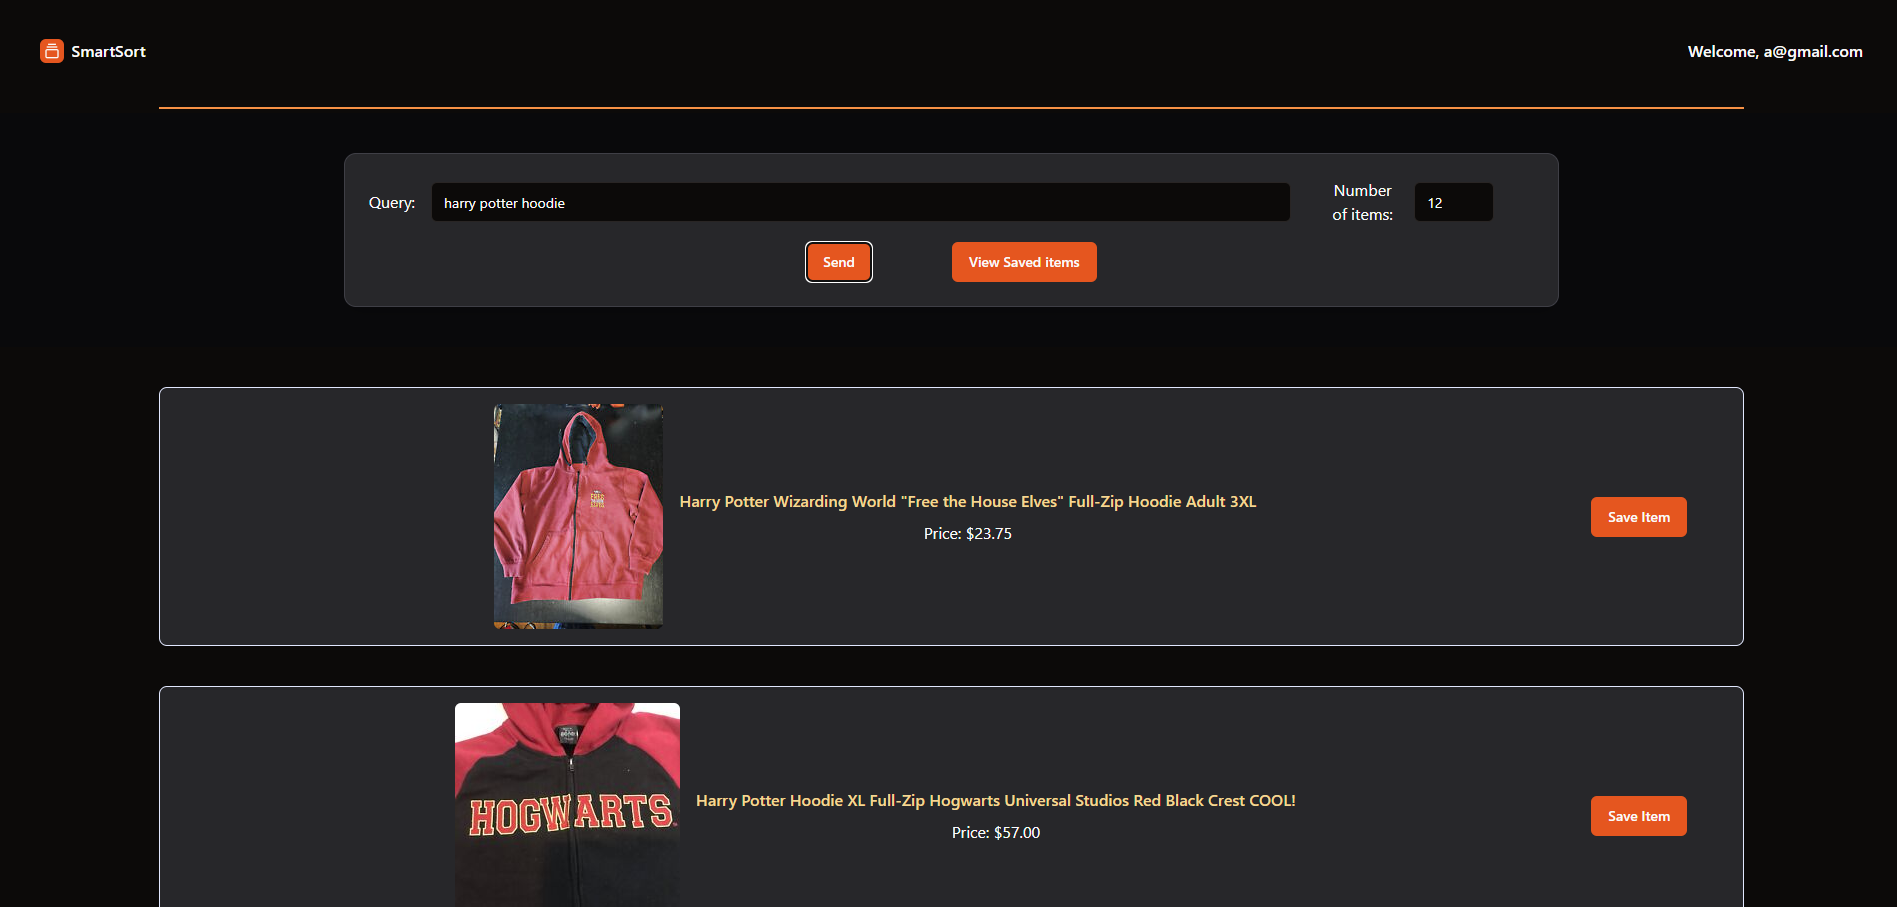 SmartSort
Welcome, a@gmail.com
Query:
harry potter hoodie
Number
of items:
12
Send
View Saved items
FREE
ELVES
Harry Potter Wizarding World "Free the House Elves" Full-Zip Hoodie Adult 3XL
Price: $23.75
Save Item
HOGWARTS
Harry Potter Hoodie XL Full-Zip Hogwarts Universal Studios Red Black Crest COOL!
Price: $57.00
Save Item